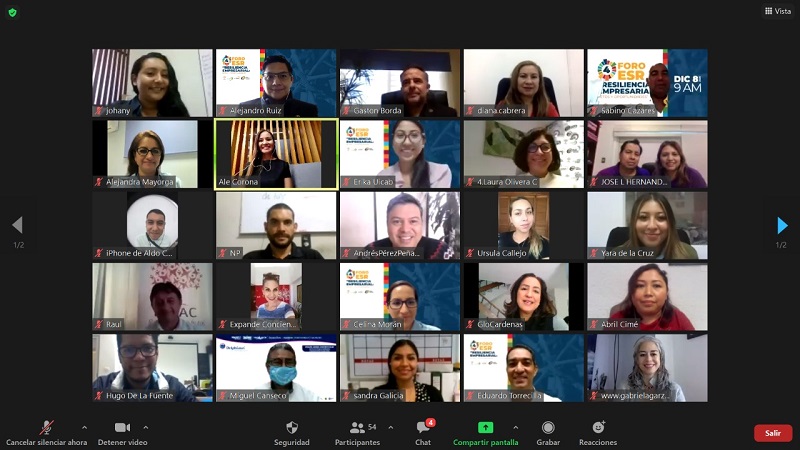 Vista
johany
Alejandro Ruiz
Gaston Borda
diana cabrera
FORO
ESR
RESILIENCIA
EMPRESARIAL
DIC 8
9 AM
Sabino Cazares
Alejandra Mayorga
Ale Corona
Erika Uicab
4.Laura Olivera C
JOSE L HERNAND...
1/2
1/2
iPhone de Aldo C...
NP
AndrésPérezPeña...
Ursula Callejo
Yara de la Cruz
Raul
Expande Concien...
Celina Morán
GloCardenas
Abril Cimé
Hugo De La Fuente
Miguel Canseco
sandra Galicia
Eduardo Torrecilla
www.gabrielagarz...
Cancelar silenciar ahora
Detener video
Seguridad
Participantes
54
Chat
4
Compartir pantalla
Grabar
Reacciones
Salir